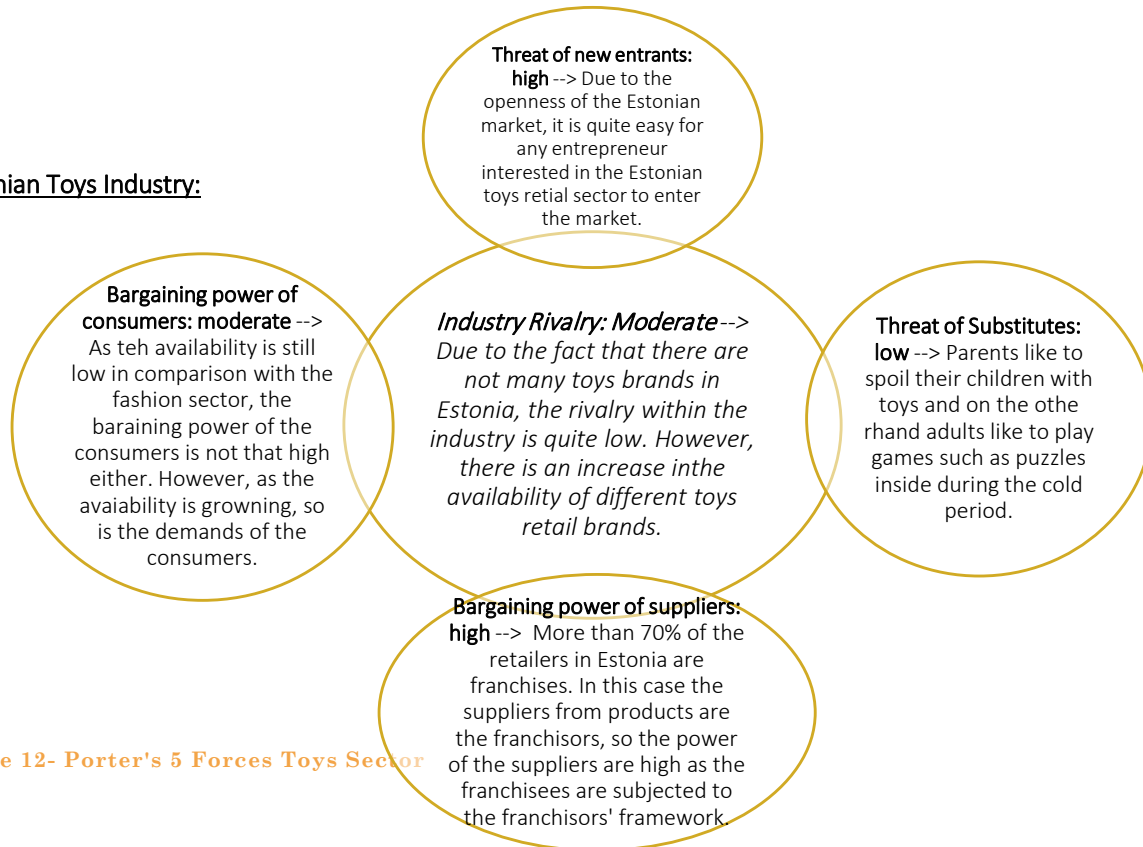 Threat of new entrants:
high --> Due to the
openness of the Estonian
market, it is quite easy for
any entrepreneur
interested in the Estonian
toys retial sector to enter
the market.
nian Toys Industry:
Bargaining power of
consumers: moderate -->
As teh availability is still
low in comparison with the
fashion sector, the
baraining power of the
consumers is not that high
either. However, as the
avaiability is growning, so
is the demands of the
consumers.
Industry Rivalry: Moderate -->
Due to the fact that there are
not many toys brands in
Estonia, the rivalry within the
industry is quite low. However,
there is an increase inthe
availability of different toys
retail brands.
Threat of Substitutes:
low --> Parents like to
spoil their children with
toys and on the othe
rhand adults like to play
games such as puzzles
inside during the cold
period.
Bargaining power of suppliers:
high --> More than 70% of the
retailers in Estonia are
franchises. In this case the
suppliers from products are
the franchisors, so the power
of the suppliers are high as the
franchisees are subjected to
the franchisors' framework.
e 12- Porter's 5 Forces Toys Sector